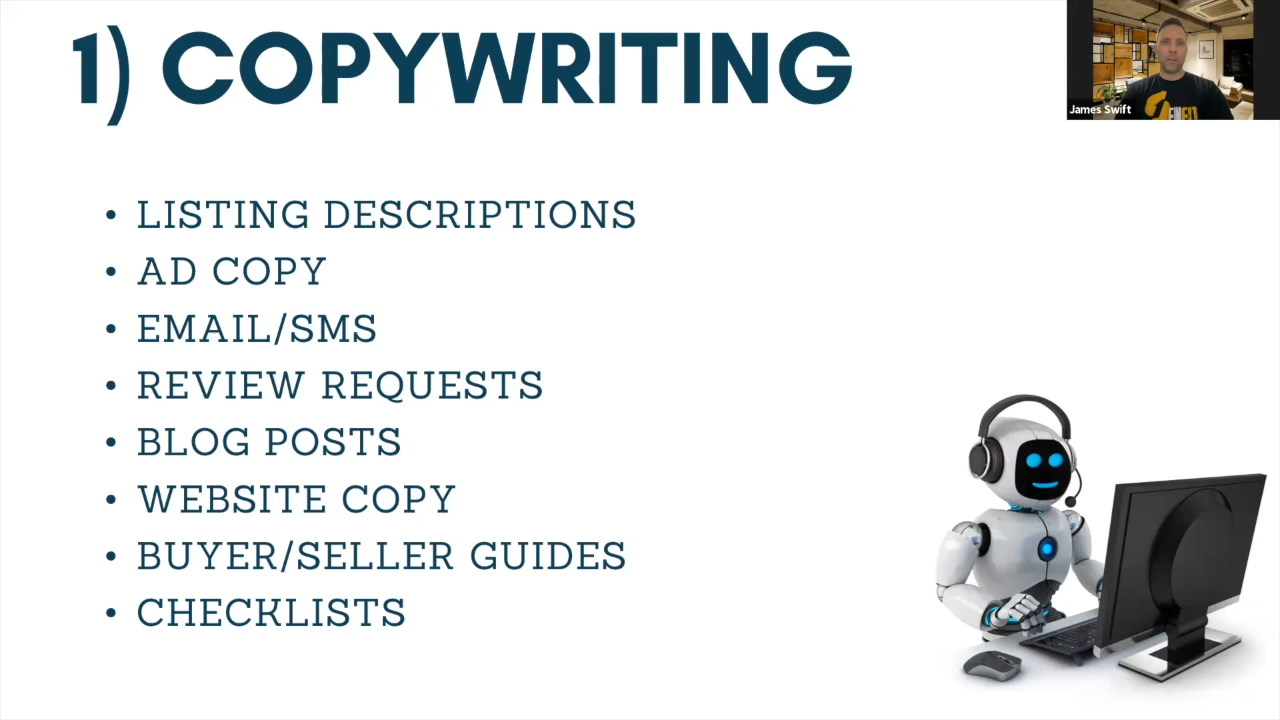 1) COPYWRITING
James Swift
• LISTING DESCRIPTIONS
• AD COPY
• EMAIL/SMS
• REVIEW REQUESTS
• BLOG POSTS
• WEBSITE COPY
• BUYER/SELLER GUIDES
• CHECKLISTS